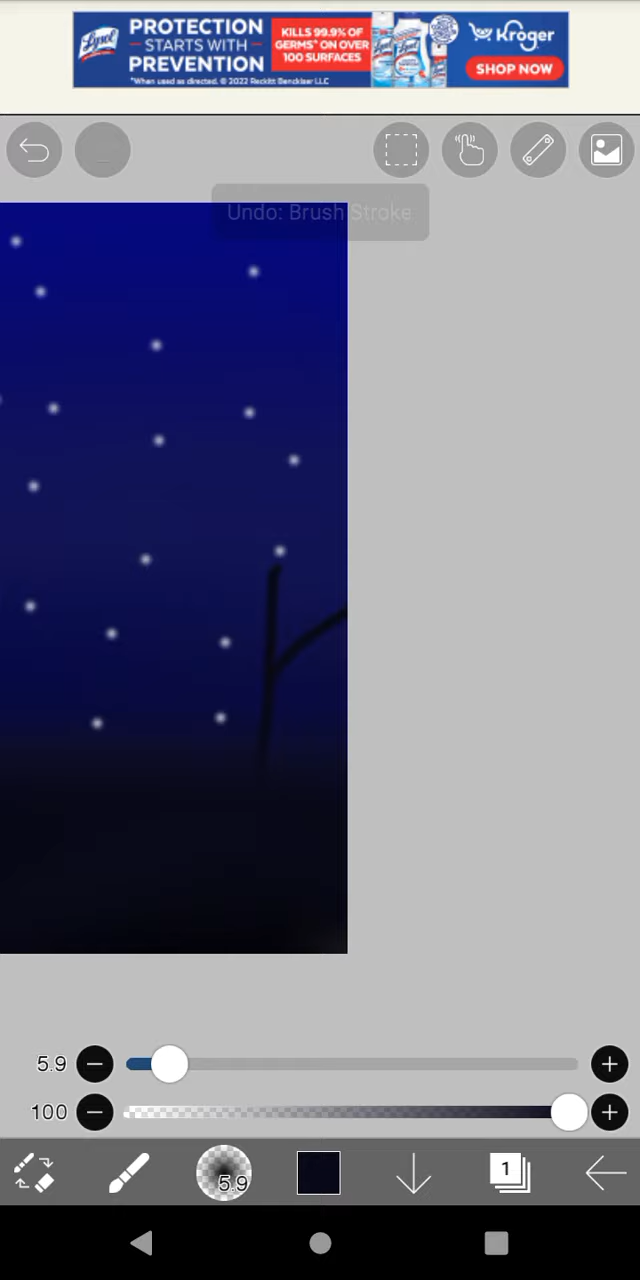 Lysol
PROTECTION
STARTS WITH
PREVENTION
*When used as directed. © 2022 Reckitt Benckiser LLC
KILLS 99.9% OF
GERMS* ON OVER
100 SURFACES
Kroger
SHOP NOW
Undo: Brush Stroke
5.9
100
5.9
1